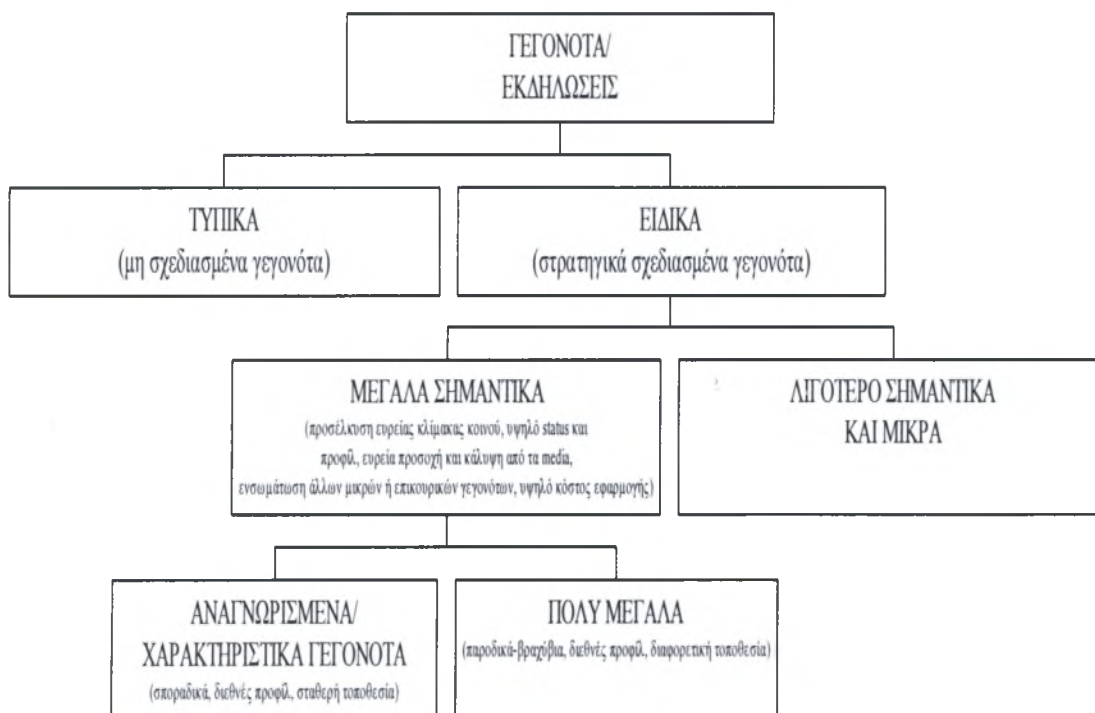 ΓΕΓΟΝΟΤΑ/
ΕΚΔΗΛΩΣΕΙΣ
ΤΥΠΙΚΑ
(μη σχεδιασμένα γεγονότα)
ΕΙΔΙΚΑ
(στρατηγικά σχεδιασμένα γεγονότα)
ΜΕΓΑΛΑ ΣΗΜΑΝΤΙΚΑ
(προσέλκυση ευρείας κλίμακας κοινού, υψηλό status και
προφίλ, ευρεία προσοχή και κάλυψη από τα media,
ενσωμάτωση άλλων μικρών ή επικουρικών γεγονότων, υψηλό κόστος εφαρμογής)
ΛΙΓΟΤΕΡΟ ΣΗΜΑΝΤΙΚΑ
ΚΑΙ ΜΙΚΡΑ
ΑΝΑΓΝΩΡΙΣΜΕΝΑ/
ΧΑΡΑΚΤΗΡΙΣΤΙΚΑ ΓΕΓΟΝΟΤΑ
(σποραδικά, διεθνές προφίλ, σταθερή τοποθεσία)
ΠΟΛΥ ΜΕΓΑΛΑ
(παροδικά-βραχύβια, διεθνές προφίλ, διαφορετική τοποθεσία)